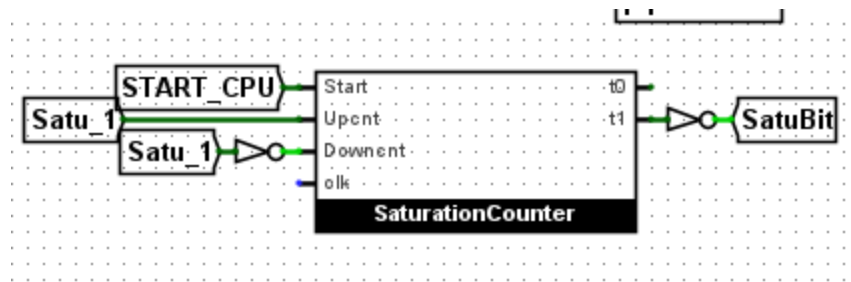 START_CPU
Start
t0
Satu_1
Upcnt
t1
SatuBit
Satu_1
Downcnt
clk
SaturationCounter